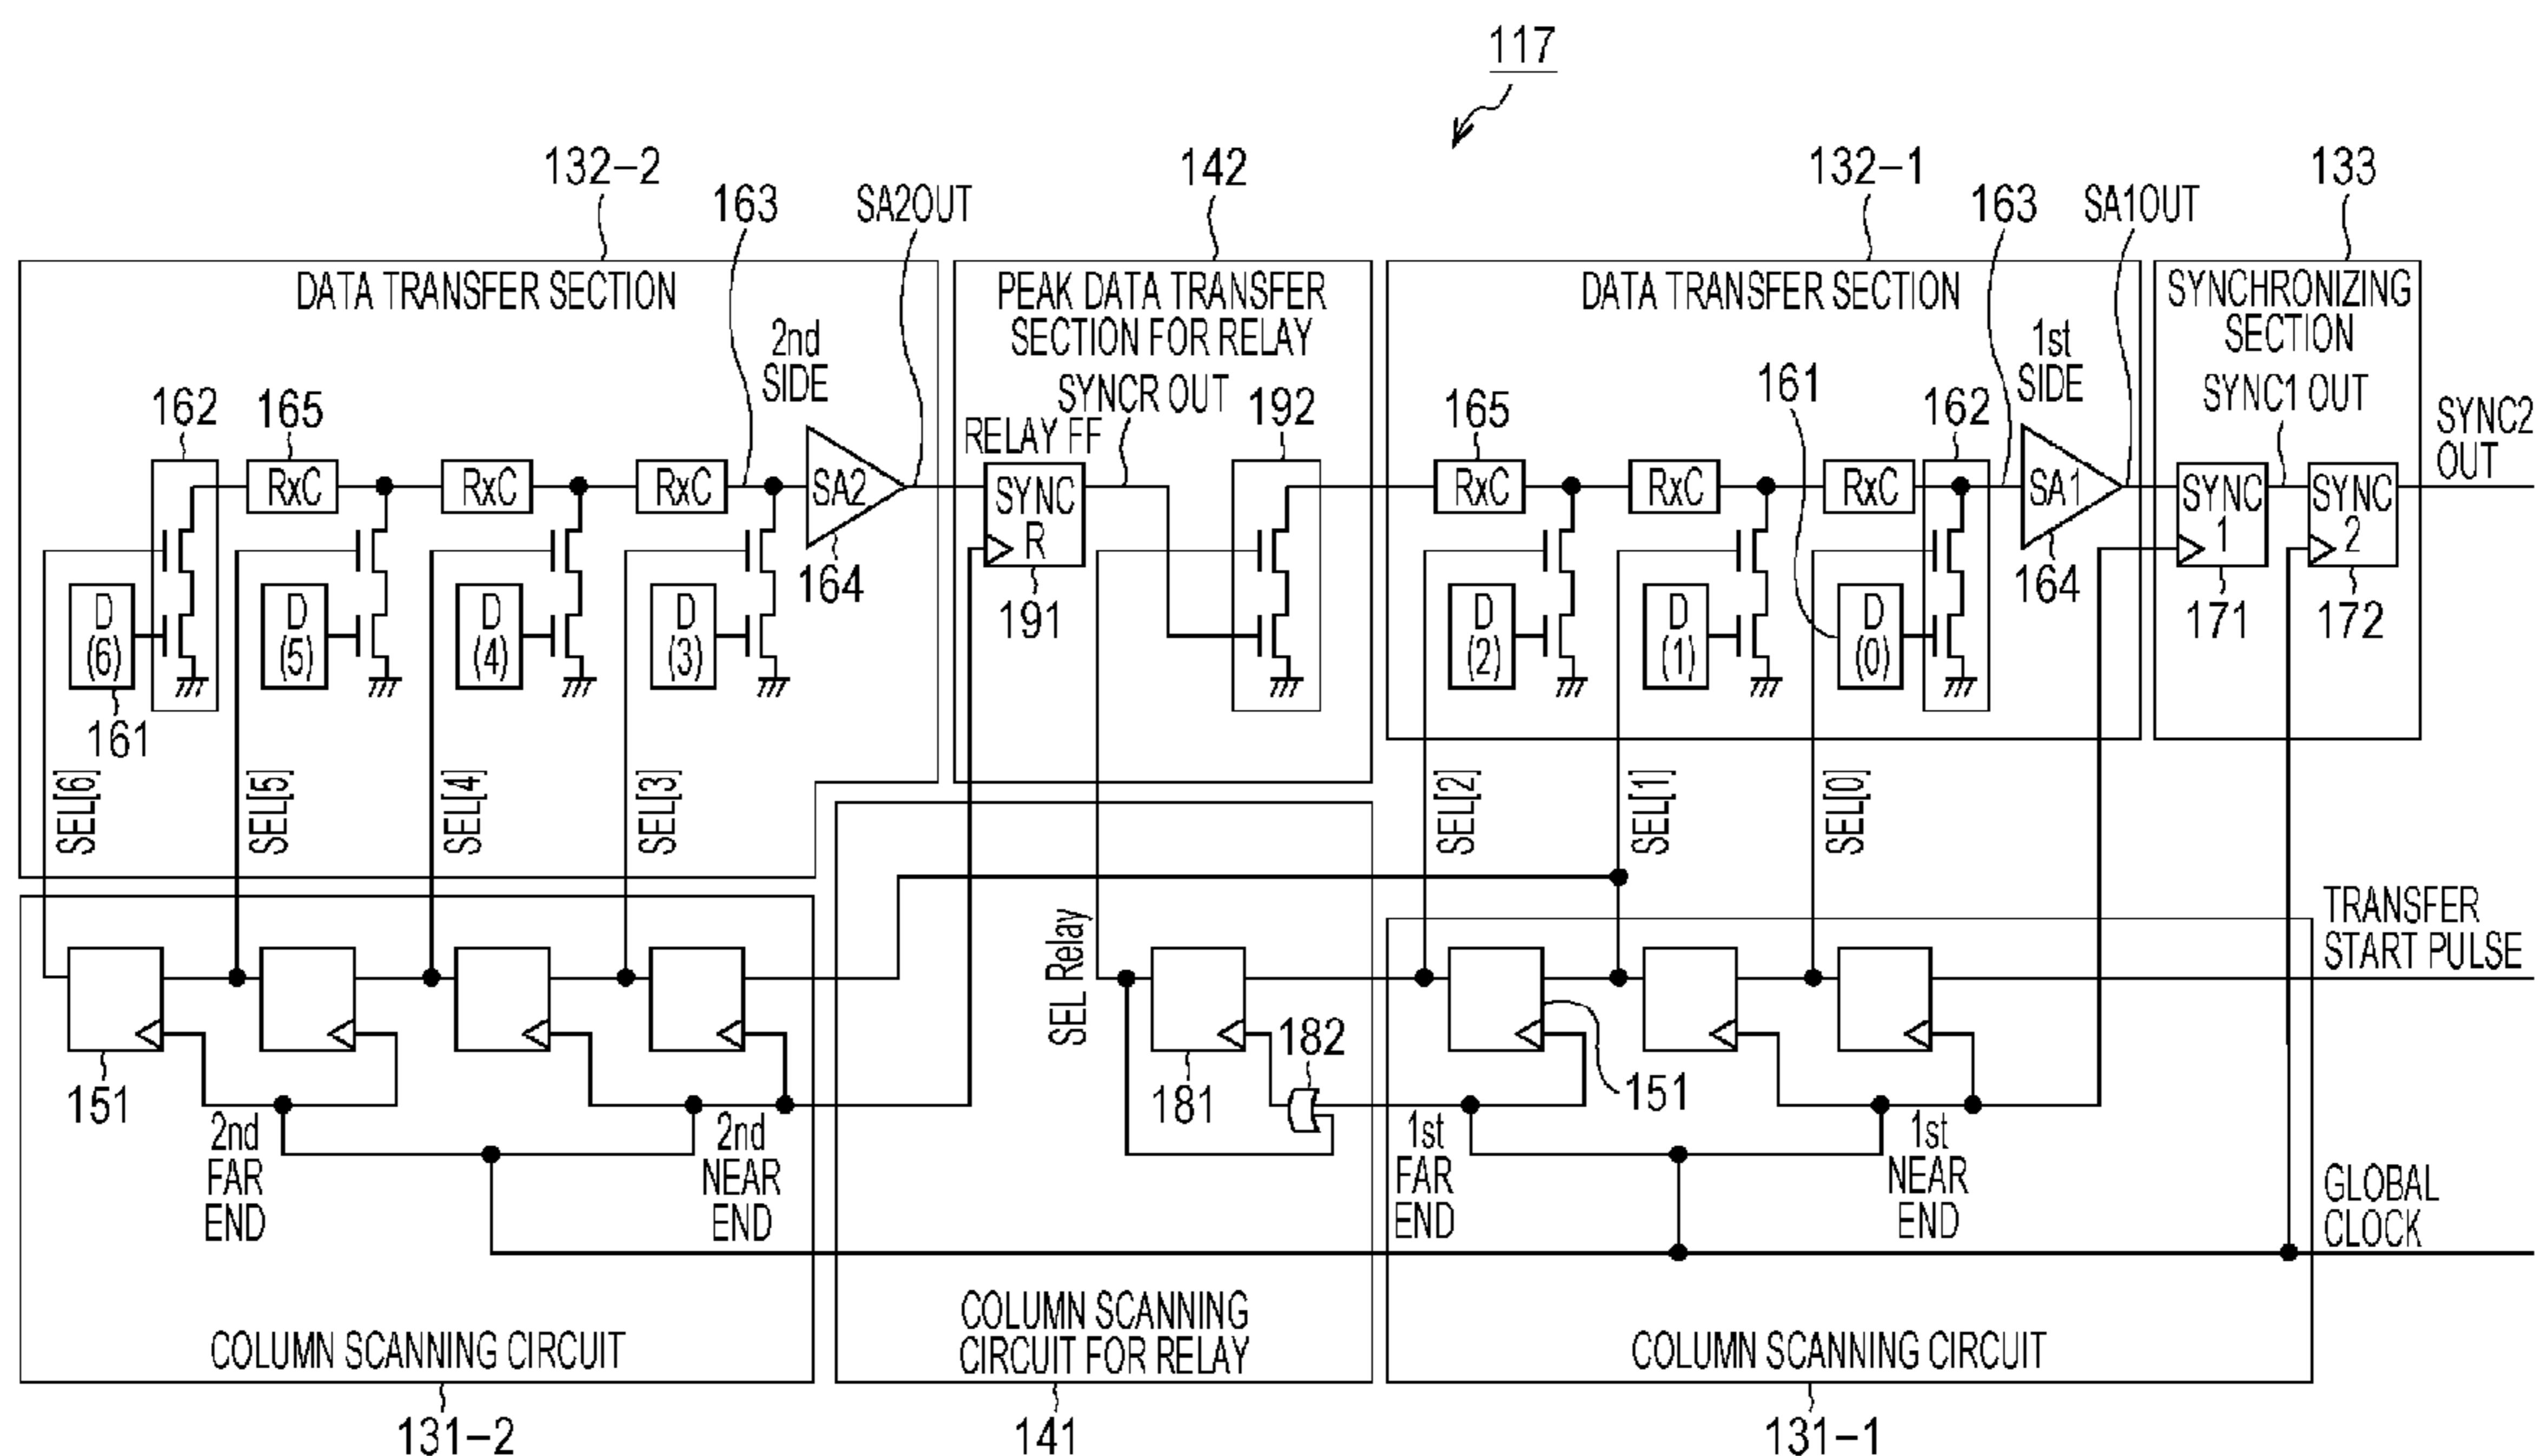 117
132-2
142
132-1
133
163
SA2OUT
163
SA1OUT
DATA TRANSFER SECTION
PEAK DATA TRANSFER
SECTION FOR RELAY
DATA TRANSFER SECTION
SYNCHRONIZING
SECTION
2nd
SIDE
1st
SIDE
SYNCR OUT
SYNC1 OUT
162
165
192
165
161
162
SYNC2
OUT
RELAY FF
RxC
RxC
RxC
SA2
SYNC
R
RxC
RxC
RxC
SA1
SYNC
1
SYNC
2
164
191
164
171
172
D
(6)
D
(5)
D
(4)
D
(3)
D
(2)
D
(1)
D
(0)
161
SEL[6]
SEL[5]
SEL[4]
SEL[3]
SEL[2]
SEL[1]
SEL[0]
TRANSFER
START PULSE
SEL Relay
182
151
181
151
2nd
FAR
END
2nd
NEAR
END
1st
FAR
END
1st
NEAR
END
GLOBAL
CLOCK
COLUMN SCANNING CIRCUIT
COLUMN SCANNING
CIRCUIT FOR RELAY
COLUMN SCANNING CIRCUIT
131-2
141
131-1